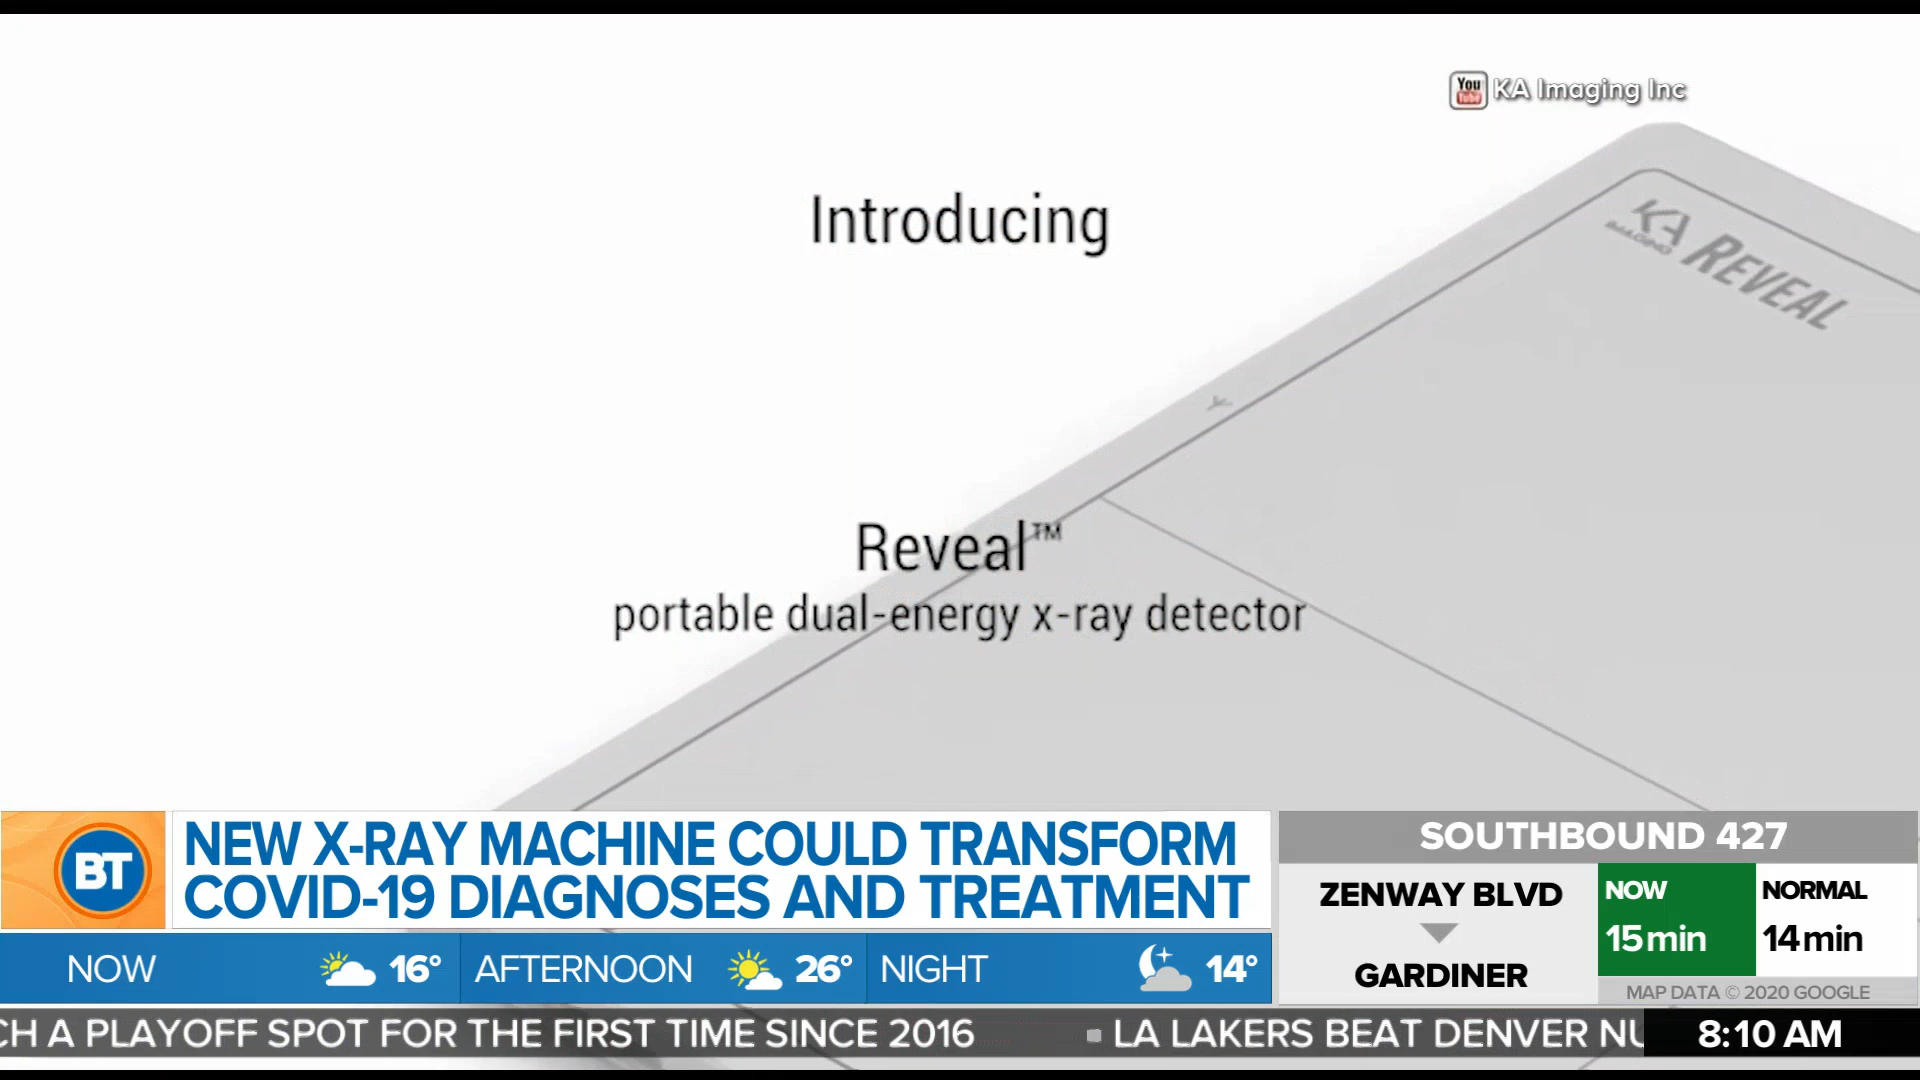 You Tube KA Imaging Inc
Introducing
KA IMAGING REVEAL
Reveal™
portable dual-energy x-ray detector
BT
NEW X-RAY MACHINE COULD TRANSFORM
COVID-19 DIAGNOSES AND TREATMENT
SOUTHBOUND 427
ZENWAY BLVD
GARDINER
NOW
15 min
NORMAL
14 min
MAP DATA © 2020 GOOGLE
NOW 16° AFTERNOON 26° NIGHT 14°
CH A PLAYOFF SPOT FOR THE FIRST TIME SINCE 2016 LA LAKERS BEAT DENVER NU
8:10 AM